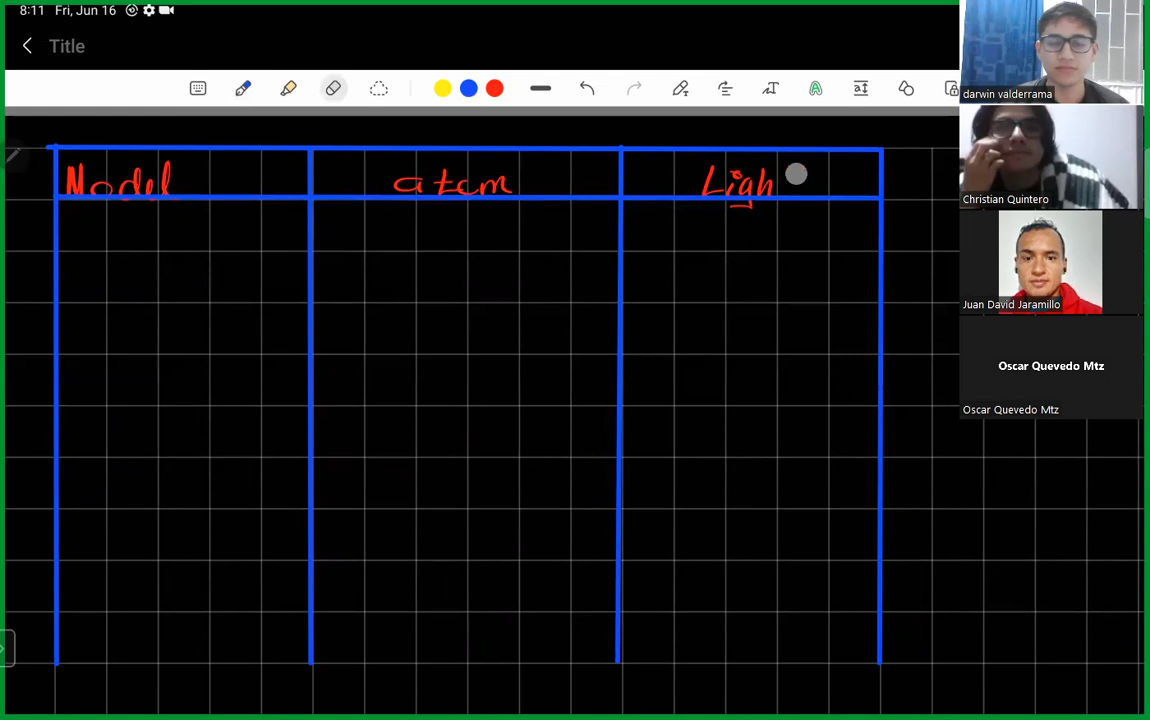 8:11 Fri, Jun 16
Title
Model atom Ligh
darwin valderrama
Christian Quintero
Juan David Jaramillo
Oscar Quevedo Mtz
Oscar Quevedo Mtz